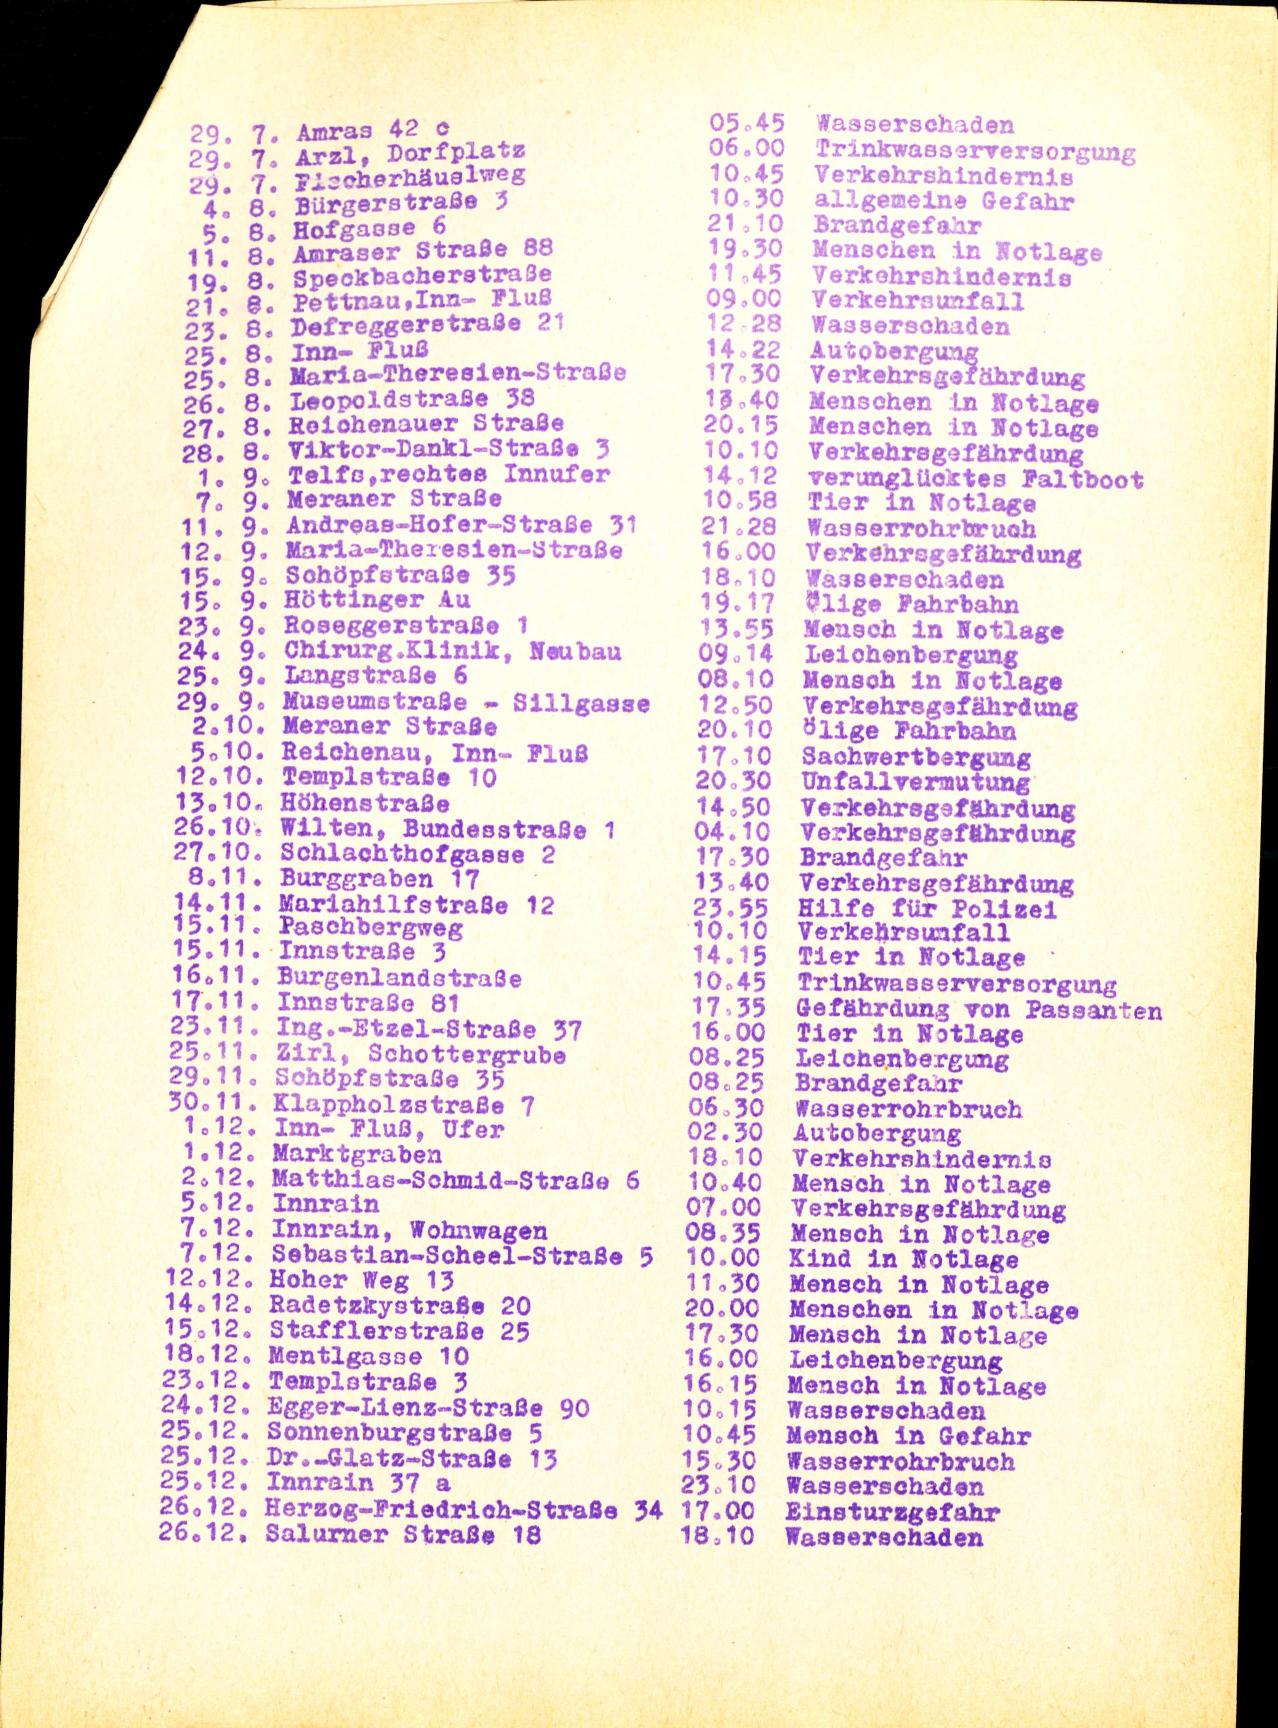 29. 7. Amras 42 c 05.45 Wasserschaden
29. 7. Arzl, Dorfplatz 06.00 Trinkwasserversorgung
29. 7. Fischerhäuslweg 10.45 Verkehrshindernis
4. 8. Bürgerstraße 3 10.30 allgemeine Gefahr
5. 8. Hofgasse 6 21.10 Brandgefahr
11. 8. Amraser Straße 88 19.30 Menschen in Notlage
19. 8. Speckbacherstraße 11.45 Verkehrshindernis
21. 8. Pettnau,Inn- Fluß 09.00 Verkehrsunfall
23. 8. Defreggerstraße 21 12.28 Wasserschaden
25. 8. Inn- Fluß 14.22 Autobergung
25. 8. Maria-Theresien-Straße 17.30 Verkehrsgefährdung
26. 8. Leopoldstraße 38 13.40 Menschen in Notlage
27. 8. Reichenauer Straße 20.15 Menschen in Notlage
28. 8. Viktor-Dankl-Straße 3 10.10 Verkehrsgefährdung
1. 9. Telfs,rechtes Innufer 14.12 verunglücktes Faltboot
7. 9. Meraner Straße 10.58 Tier in Notlage
11. 9. Andreas-Hofer-Straße 31 21.28 Wasserrohrbruch
12. 9. Maria-Theresien-Straße 16.00 Verkehrsgefährdung
15. 9. Schöpfstraße 35 18.10 Wasserschaden
15. 9. Höttinger Au 19.17 Ölige Fahrbahn
23. 9. Roseggerstraße 1 13.55 Mensch in Notlage
24. 9. Chirurg.Klinik, Neubau 09.14 Leichenbergung
25. 9. Langstraße 6 08.10 Mensch in Notlage
29. 9. Museumstraße - Sillgasse 12.50 Verkehrsgefährdung
2.10. Meraner Straße 20.10 ölige Fahrbahn
5.10. Reichenau, Inn- Fluß 17.10 Sachwertbergung
12.10. Templstraße 10 20.30 Unfallvermutung
13.10. Höhenstraße 14.50 Verkehrsgefährdung
26.10. Wilten, Bundesstraße 1 04.10 Verkehrsgefährdung
27.10. Schlachthofgasse 2 17.30 Brandgefahr
8.11. Burggraben 17 13.40 Verkehrsgefährdung
14.11. Mariahilfstraße 12 23.55 Hilfe für Polizei
15.11. Paschbergweg 10.10 Verkehrsunfall
15.11. Innstraße 3 14.15 Tier in Notlage
16.11. Burgenlandstraße 10.45 Trinkwasserversorgung
17.11. Innstraße 81 17.35 Gefährdung von Passanten
23.11. Ing.-Etzel-Straße 37 16.00 Tier in Notlage
25.11. Zirl, Schottergrube 08.25 Leichenbergung
29.11. Schöpfstraße 35 08.25 Brandgefahr
30.11. Klappholzstraße 7 06.30 Wasserrohrbruch
1.12. Inn- Fluß, Ufer 02.30 Autobergung
1.12. Marktgraben 18.10 Verkehrshindernis
2.12. Matthias-Schmid-Straße 6 10.40 Mensch in Notlage
5.12. Innrain 07.00 Verkehrsgefährdung
7.12. Innrain, Wohnwagen 08.35 Mensch in Notlage
7.12. Sebastian-Scheel-Straße 5 10.00 Kind in Notlage
12.12. Hoher Weg 13 11.30 Mensch in Notlage
14.12. Radetzkystraße 20 20.00 Menschen in Notlage
15.12. Stafflerstraße 25 17.30 Mensch in Notlage
18.12. Mentlgasse 10 16.00 Leichenbergung
23.12. Templstraße 3 16.15 Mensch in Notlage
24.12. Egger-Lienz-Straße 90 10.15 Wasserschaden
25.12. Sonnenburgstraße 5 10.45 Mensch in Gefahr
25.12. Dr.-Glatz-Straße 13 15.30 Wasserrohrbruch
25.12. Innrain 37 a 23.10 Wasserschaden
26.12. Herzog-Friedrich-Straße 34 17.00 Einsturzgefahr
26.12. Salurner Straße 18 18.10 Wasserschaden